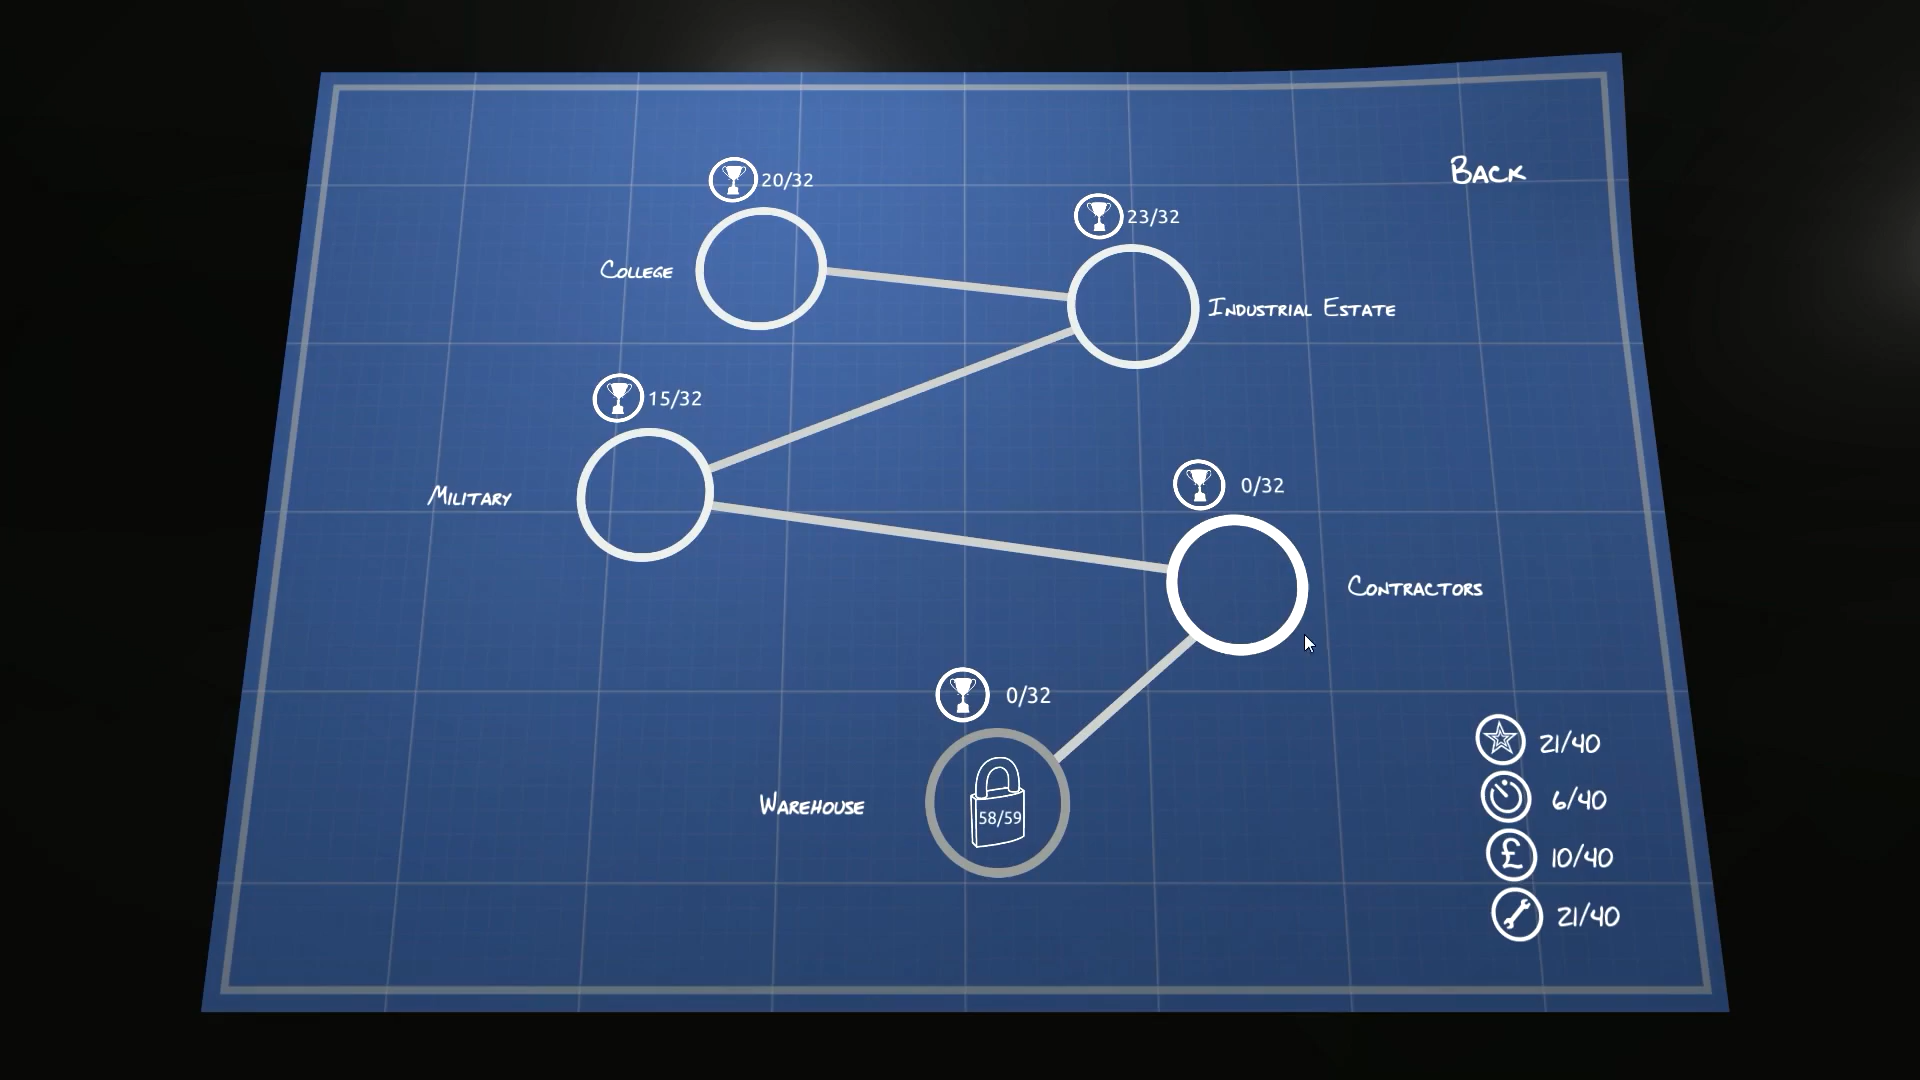 BACK
20/32
23/32
COLLEGE
INDUSTRIAL ESTATE
15/32
MILITARY
0/32
CONTRACTORS
0/32
WAREHOUSE
58/59
21/40
6/40
£
10/40
21/40